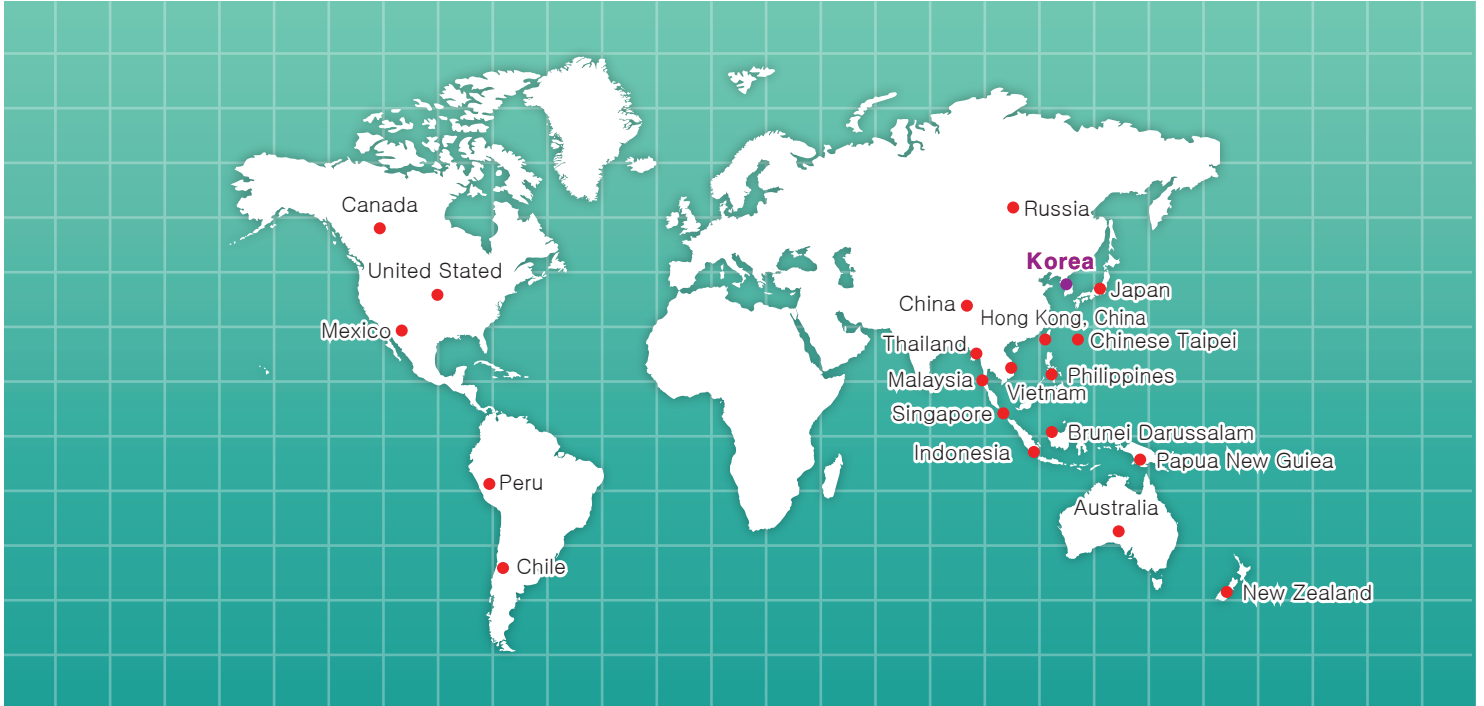 Canada
Russia
Korea
United Stated
Japan
China
Hong Kong, China
Mexico
Thailand
Chinese Taipei
Malaysia
Philippines
Vietnam
Singapore
Brunei Darussalam
Indonesia
Papua New Guiea
Peru
Australia
Chile
New Zealand